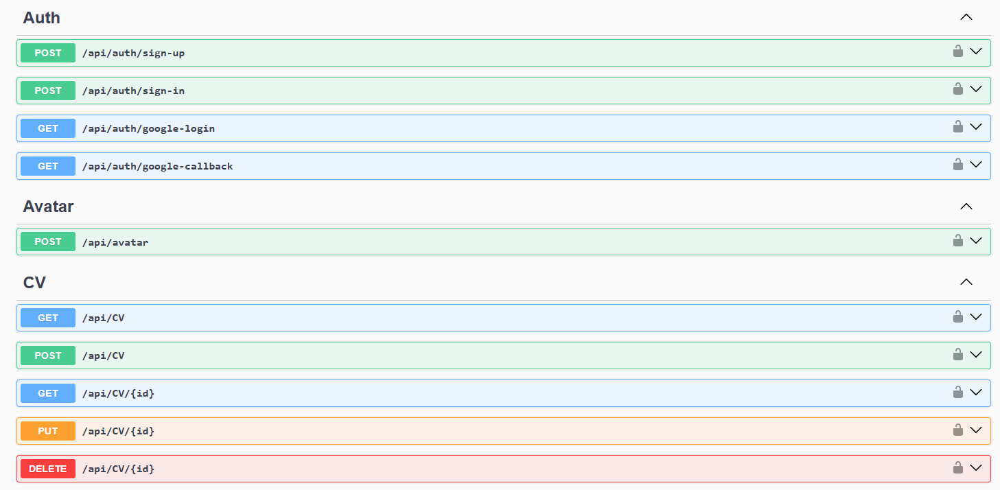 Auth
POST /api/auth/sign-up
POST /api/auth/sign-in
GET /api/auth/google-login
GET /api/auth/google-callback
Avatar
POST /api/avatar
CV
GET /api/CV
POST /api/CV
GET /api/CV/{id}
PUT /api/CV/{id}
DELETE /api/CV/{id}